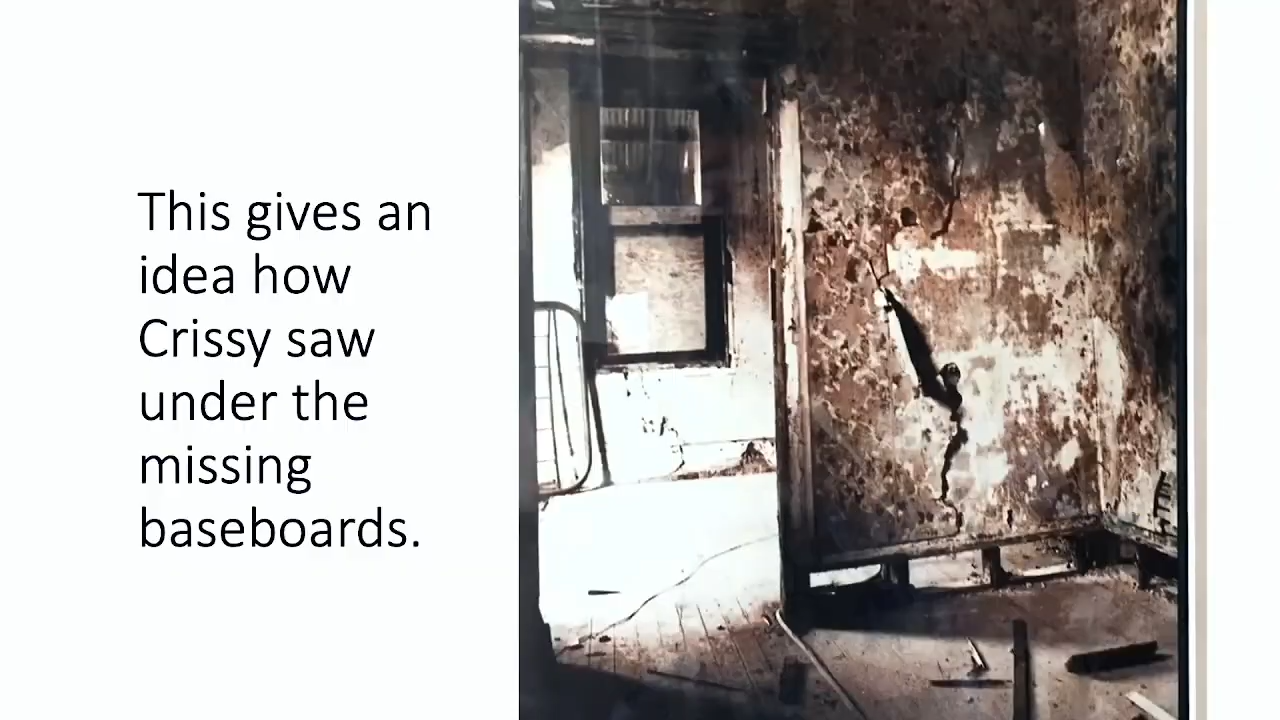 This gives an
idea how
Crissy saw
under the
missing
baseboards.